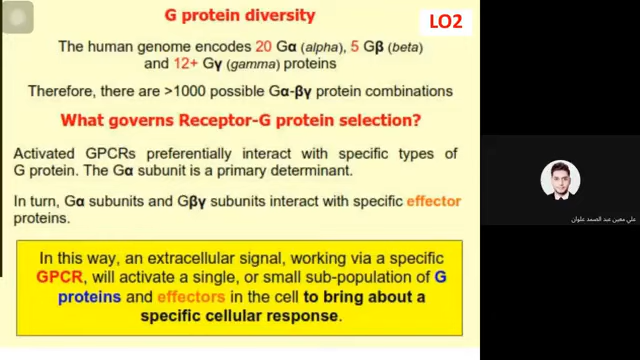 G protein diversity
LO2
The human genome encodes 20 Gα (alpha), 5 Gβ (beta)
and 12+ Gγ (gamma) proteins
Therefore, there are >1000 possible Gα-βγ protein combinations
What governs Receptor-G protein selection?
Activated GPCRs preferentially interact with specific types of
G protein. The Gα subunit is a primary determinant.
In turn, Gα subunits and Gβγ subunits interact with specific effector
proteins.
In this way, an extracellular signal, working via a specific
GPCR, will activate a single, or small sub-population of G
proteins and effectors in the cell to bring about a
specific cellular response.
علي معين عبد الصمد علوان